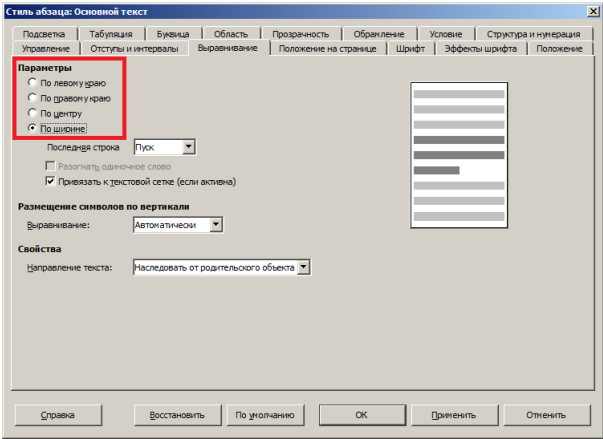 Стиль абзаца: Основной текст
Подсветка Табуляция Буквица Область Прозрачность Обрамление Условие Структура и нумерация
Управление Отступы и интервалы Выравнивание Положение на странице Шрифт Эффекты шрифта Положение
Параметры
По левому краю
По правому краю
По центру
По ширине
Последняя строка Пуск
Разогнать одиночное слово
Привязать к текстовой сетке (если активна)
Размещение символов по вертикали
Выравнивание: Автоматически
Свойства
Направление текста: Наследовать от родительского объекта
Справка Восстановить По умолчанию ОК Применить Отменить